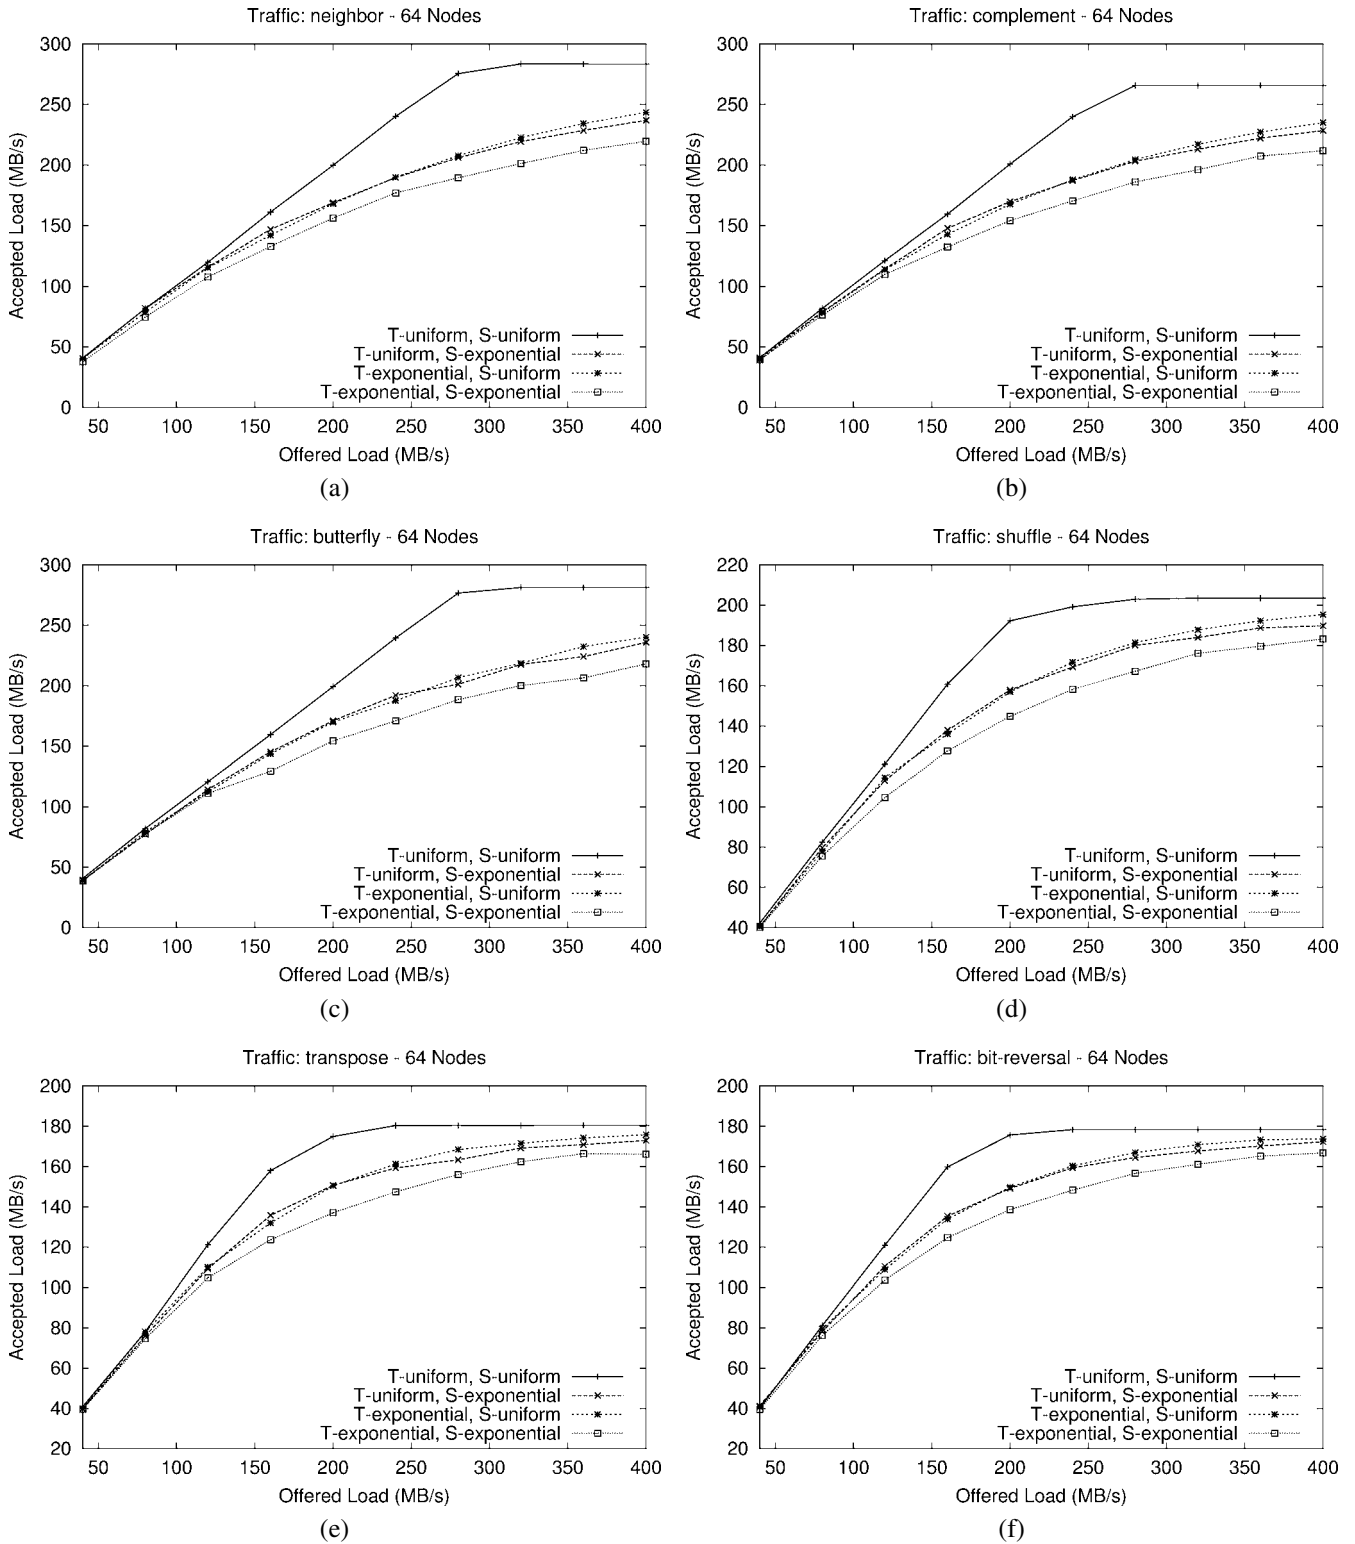 Traffic: neighbor - 64 Nodes
300
250
200
150
100
50
0
Accepted Load (MB/s)
T-uniform, S-uniform
T-uniform, S-exponential
T-exponential, S-uniform
T-exponential, S-exponential
50 100 150 200 250 300 350 400
Offered Load (MB/s)
(a)
Traffic: complement - 64 Nodes
300
250
200
150
100
50
0
Accepted Load (MB/s)
T-uniform, S-uniform
T-uniform, S-exponential
T-exponential, S-uniform
T-exponential, S-exponential
50 100 150 200 250 300 350 400
Offered Load (MB/s)
(b)
Traffic: butterfly - 64 Nodes
300
250
200
150
100
50
0
Accepted Load (MB/s)
T-uniform, S-uniform
T-uniform, S-exponential
T-exponential, S-uniform
T-exponential, S-exponential
50 100 150 200 250 300 350 400
Offered Load (MB/s)
(c)
Traffic: shuffle - 64 Nodes
220
200
180
160
140
120
100
80
60
40
Accepted Load (MB/s)
T-uniform, S-uniform
T-uniform, S-exponential
T-exponential, S-uniform
T-exponential, S-exponential
50 100 150 200 250 300 350 400
Offered Load (MB/s)
(d)
Traffic: transpose - 64 Nodes
200
180
160
140
120
100
80
60
40
20
Accepted Load (MB/s)
T-uniform, S-uniform
T-uniform, S-exponential
T-exponential, S-uniform
T-exponential, S-exponential
50 100 150 200 250 300 350 400
Offered Load (MB/s)
(e)
Traffic: bit-reversal - 64 Nodes
200
180
160
140
120
100
80
60
40
20
Accepted Load (MB/s)
T-uniform, S-uniform
T-uniform, S-exponential
T-exponential, S-uniform
T-exponential, S-exponential
50 100 150 200 250 300 350 400
Offered Load (MB/s)
(f)